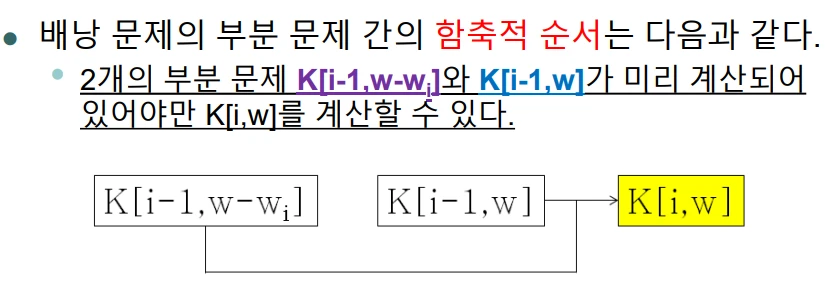 배낭 문제의 부분 문제 간의 함축적 순서는 다음과 같다.
2개의 부분 문제 K[i-1,w-wᵢ]와 K[i-1,w]가 미리 계산되어
있어야만 K[i,w]를 계산할 수 있다.
K[i-1,w-wᵢ] K[i-1,w] K[i,w]